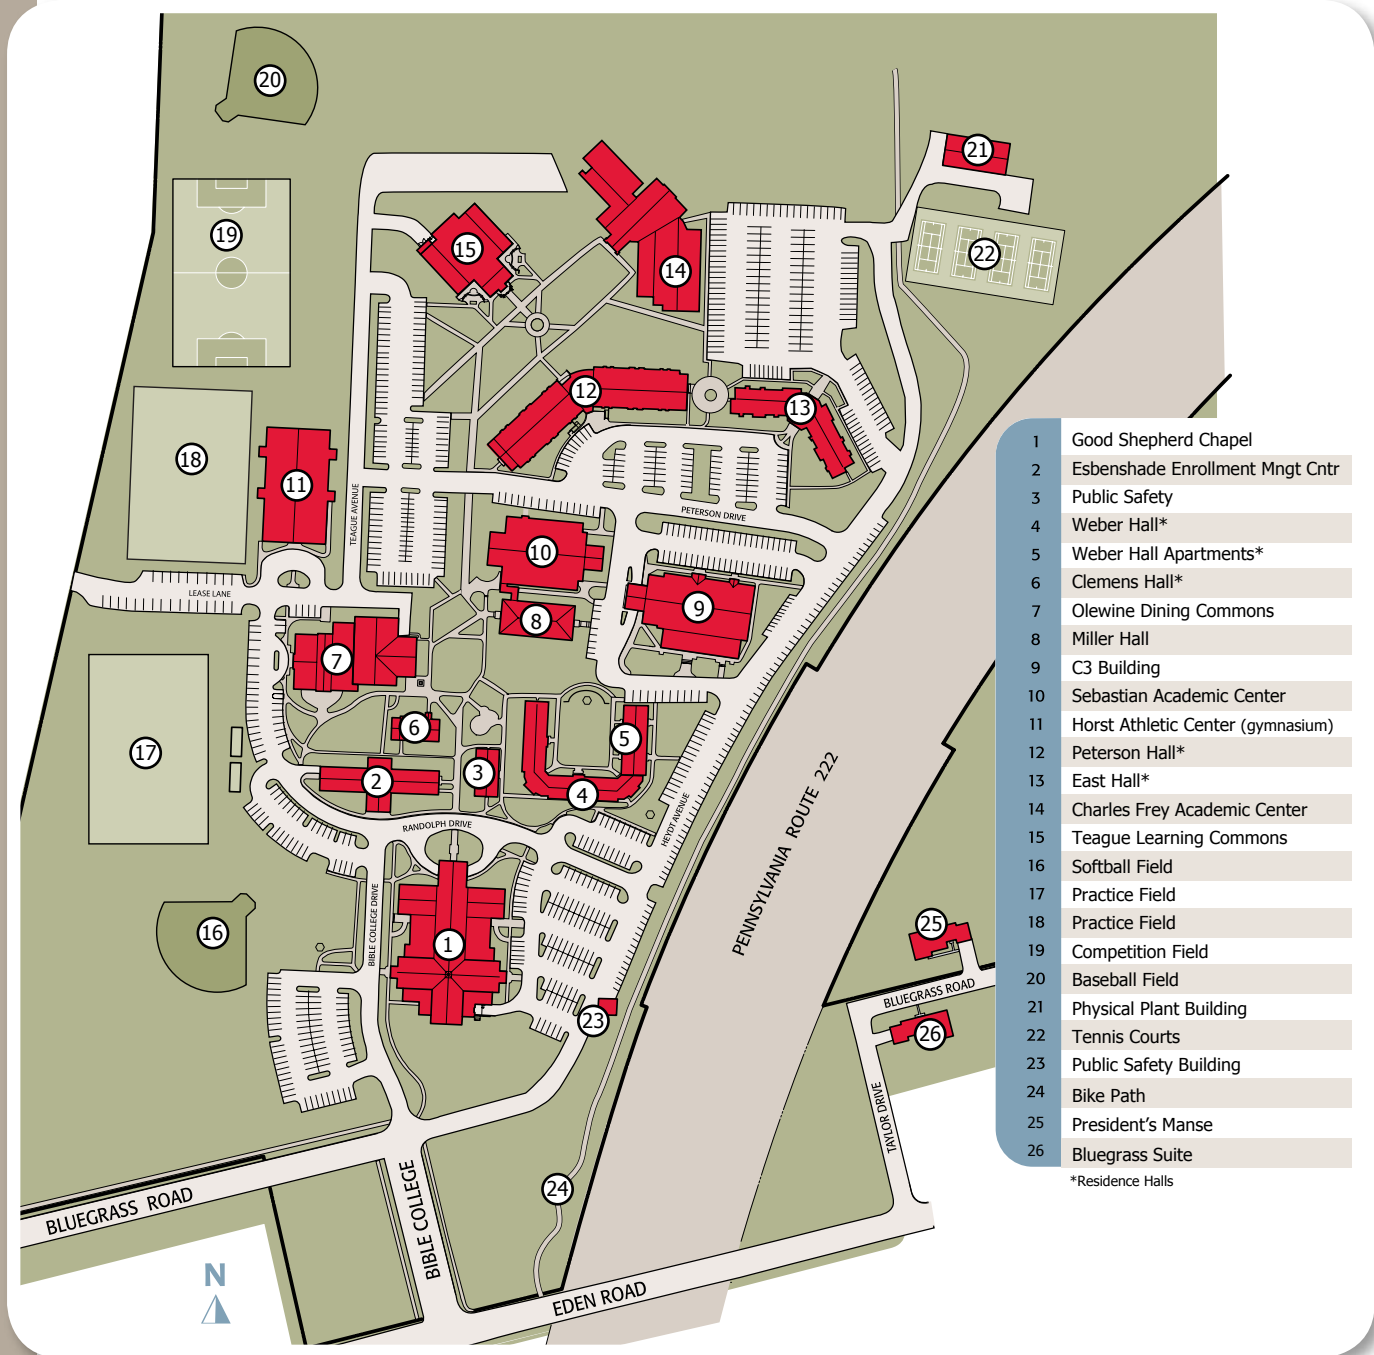 20
21
19
15
22
14
12
13
18
11
TEAGUE AVENUE
PETERSON DRIVE
10
LEASE LANE
9
8
7
6
5
17
3
2
4
RANDOLPH DRIVE
HEYDT AVENUE
PENNSYLVANIA ROUTE 222
BIBLE COLLEGE DRIVE
16
1
25
BLUEGRASS ROAD
23
26
TAYLOR DRIVE
24
BLUEGRASS ROAD
BIBLE COLLEGE
EDEN ROAD
N
1 Good Shepherd Chapel
2 Esbenshade Enrollment Mngt Cntr
3 Public Safety
4 Weber Hall*
5 Weber Hall Apartments*
6 Clemens Hall*
7 Olewine Dining Commons
8 Miller Hall
9 C3 Building
10 Sebastian Academic Center
11 Horst Athletic Center (gymnasium)
12 Peterson Hall*
13 East Hall*
14 Charles Frey Academic Center
15 Teague Learning Commons
16 Softball Field
17 Practice Field
18 Practice Field
19 Competition Field
20 Baseball Field
21 Physical Plant Building
22 Tennis Courts
23 Public Safety Building
24 Bike Path
25 President's Manse
26 Bluegrass Suite
*Residence Halls